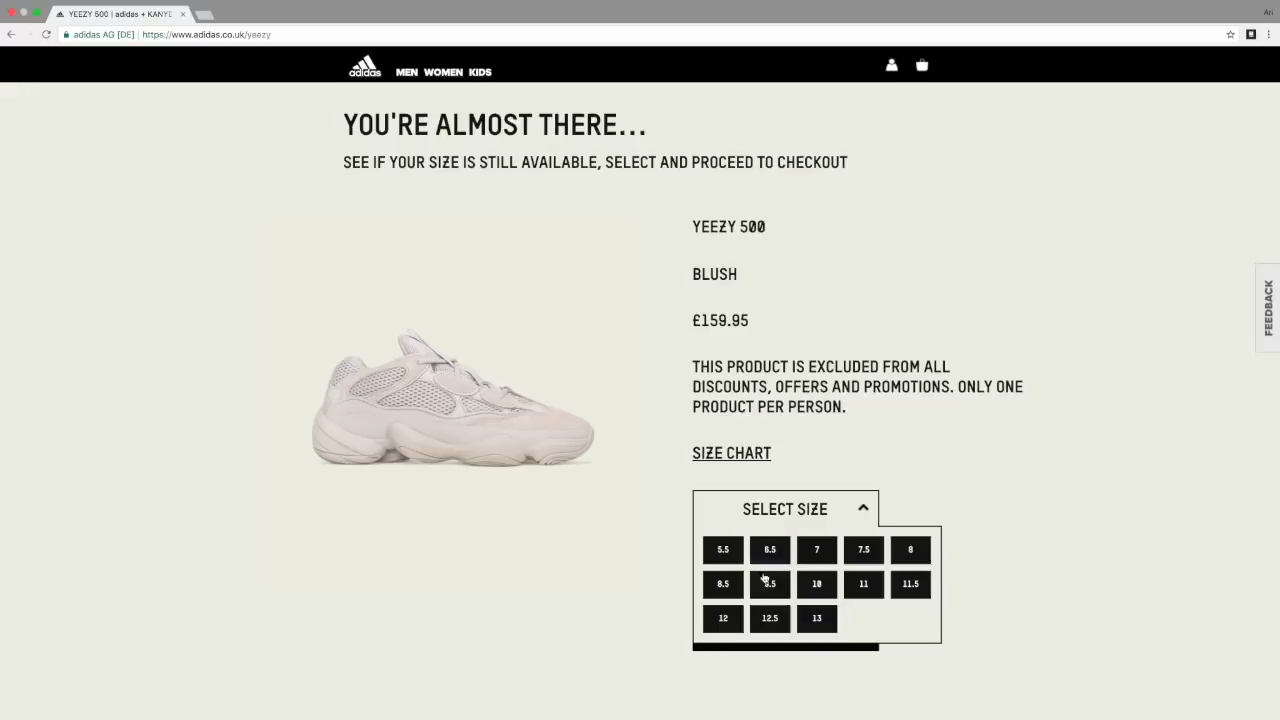 YEEZY 500 | adidas + KANYE
Ari
adidas AG [DE] | https://www.adidas.co.uk/yeezy
adidas MEN WOMEN KIDS
YOU'RE ALMOST THERE...
SEE IF YOUR SIZE IS STILL AVAILABLE, SELECT AND PROCEED TO CHECKOUT
YEEZY 500
BLUSH
£159.95
THIS PRODUCT IS EXCLUDED FROM ALL
DISCOUNTS, OFFERS AND PROMOTIONS. ONLY ONE
PRODUCT PER PERSON.
SIZE CHART
SELECT SIZE
5.5 6.5 7 7.5 8
8.5 9.5 10 11 11.5
12 12.5 13
FEEDBACK